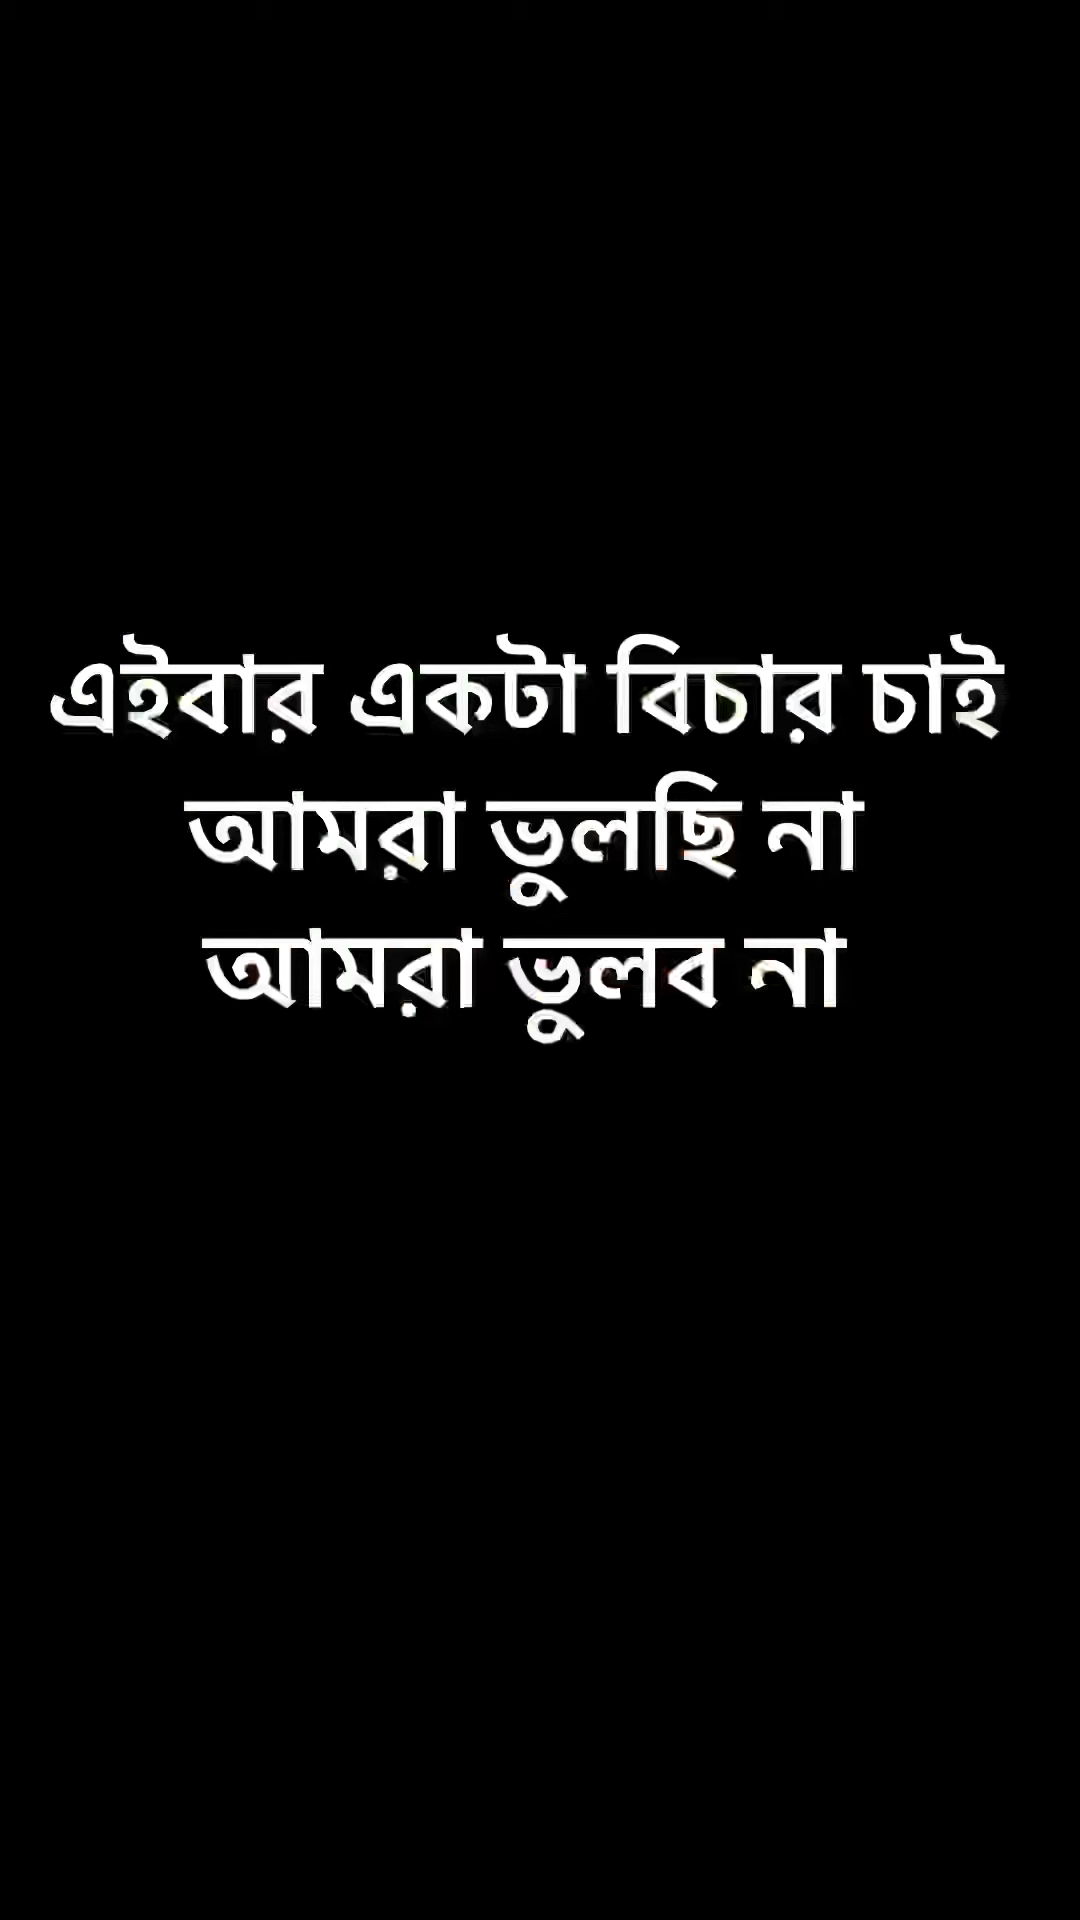 এইবার একটা বিচার চাই
আমরা ভুলছি না
আমরা ভুলব না